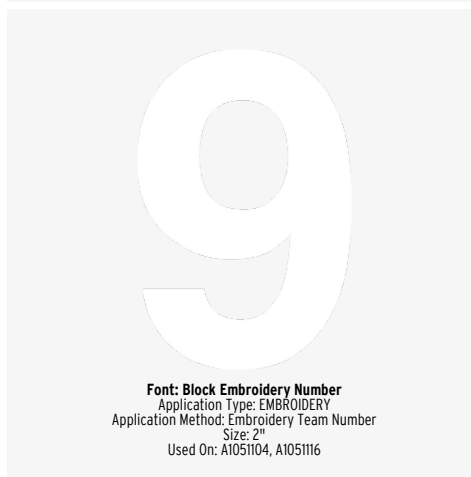 9
Font: Block Embroidery Number
Application Type: EMBROIDERY
Application Method: Embroidery Team Number
Size: 2"
Used On: A1051104, A1051116